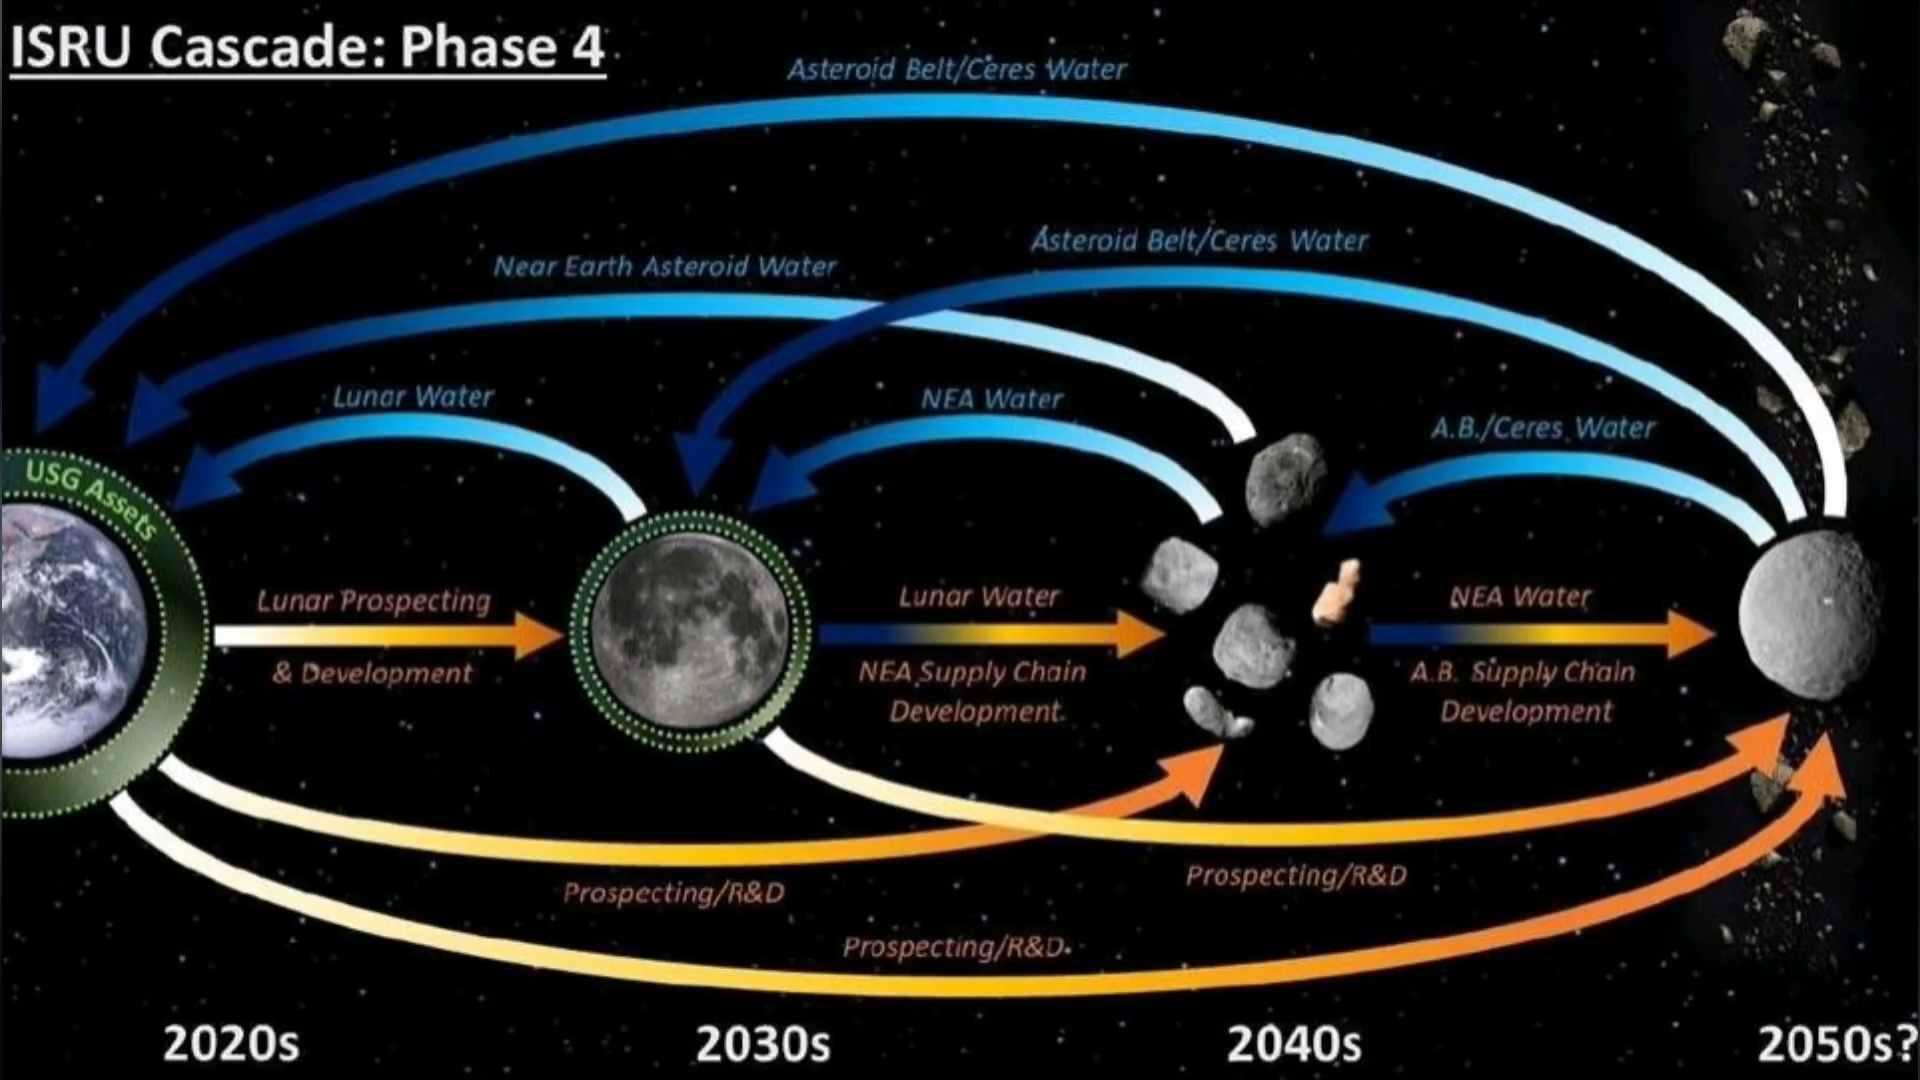 ISRU Cascade: Phase 4
Asteroid Belt/Ceres Water
Asteroid Belt/Ceres Water
Near Earth Asteroid Water
Lunar Water
NEA Water
A.B./Ceres Water
USG Assets
Lunar Prospecting
& Development
Lunar Water
NEA Supply Chain
Development
NEA Water
A.B. Supply Chain
Development
Prospecting/R&D
Prospecting/R&D
Prospecting/R&D
2020s
2030s
2040s
2050s?